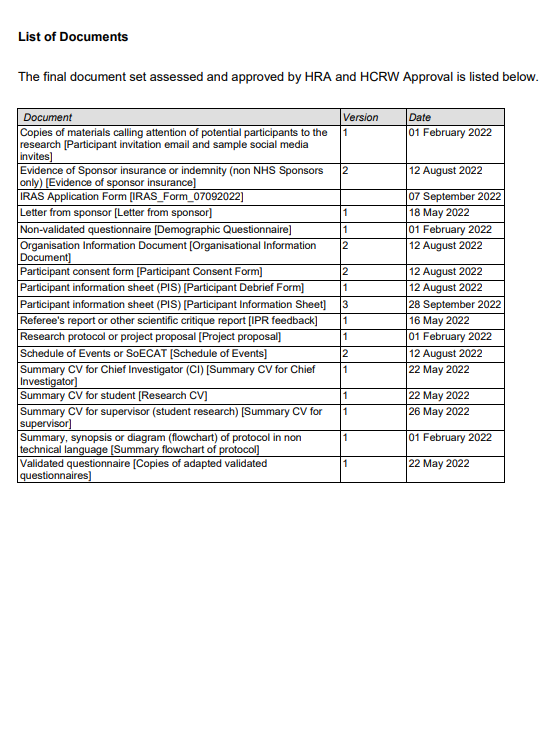 List of Documents
The final document set assessed and approved by HRA and HCRW Approval is listed below.
Document Version Date
Copies of materials calling attention of potential participants to the 1 01 February 2022
research [Participant invitation email and sample social media
invites]
Evidence of Sponsor insurance or indemnity (non NHS Sponsors 2 12 August 2022
only) [Evidence of sponsor insurance]
IRAS Application Form [IRAS_Form_07092022] 07 September 2022
Letter from sponsor [Letter from sponsor] 1 18 May 2022
Non-validated questionnaire [Demographic Questionnaire] 1 01 February 2022
Organisation Information Document [Organisational Information 2 12 August 2022
Document]
Participant consent form [Participant Consent Form] 2 12 August 2022
Participant information sheet (PIS) [Participant Debrief Form] 1 12 August 2022
Participant information sheet (PIS) [Participant Information Sheet] 3 28 September 2022
Referee's report or other scientific critique report [IPR feedback] 1 16 May 2022
Research protocol or project proposal [Project proposal] 1 01 February 2022
Schedule of Events or SoECAT [Schedule of Events] 2 12 August 2022
Summary CV for Chief Investigator (CI) [Summary CV for Chief 1 22 May 2022
Investigator]
Summary CV for student [Research CV] 1 22 May 2022
Summary CV for supervisor (student research) [Summary CV for 1 26 May 2022
supervisor]
Summary, synopsis or diagram (flowchart) of protocol in non 1 01 February 2022
technical language [Summary flowchart of protocol]
Validated questionnaire [Copies of adapted validated 1 22 May 2022
questionnaires]